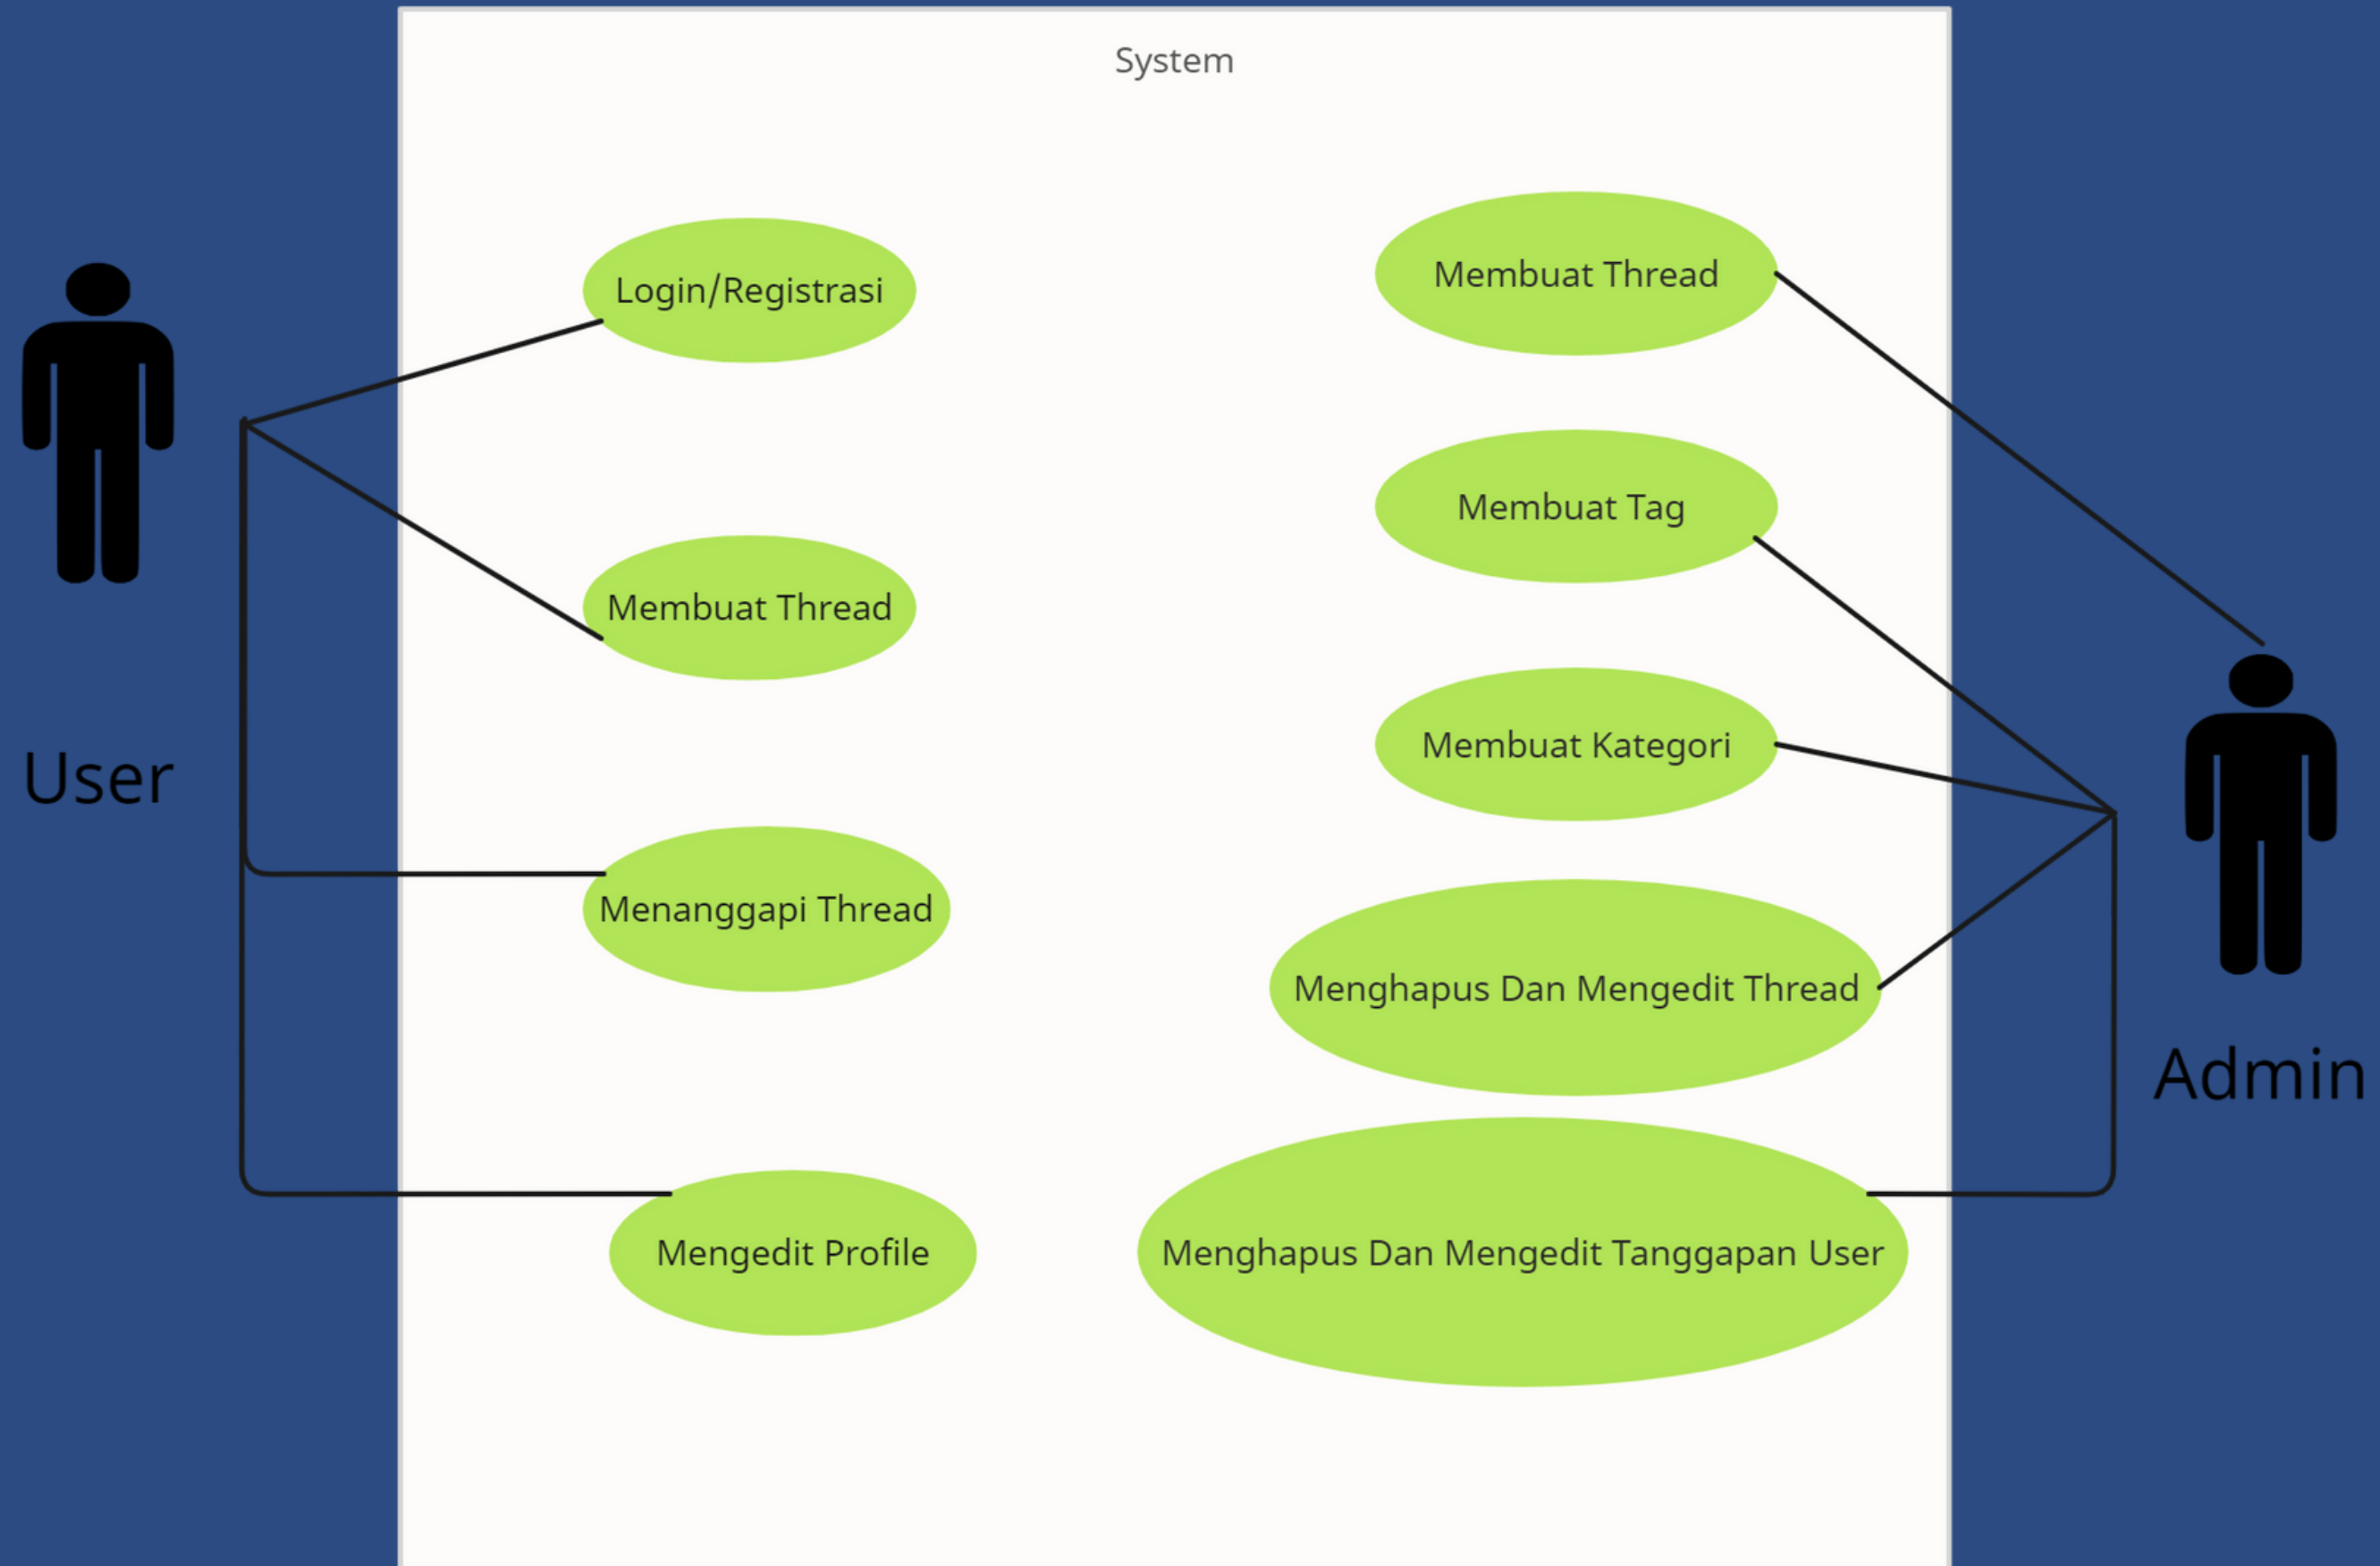 System
Login/Registrasi
Membuat Thread
Menanggapi Thread
Mengedit Profile
User
Membuat Thread
Membuat Tag
Membuat Kategori
Menghapus Dan Mengedit Thread
Menghapus Dan Mengedit Tanggapan User
Admin